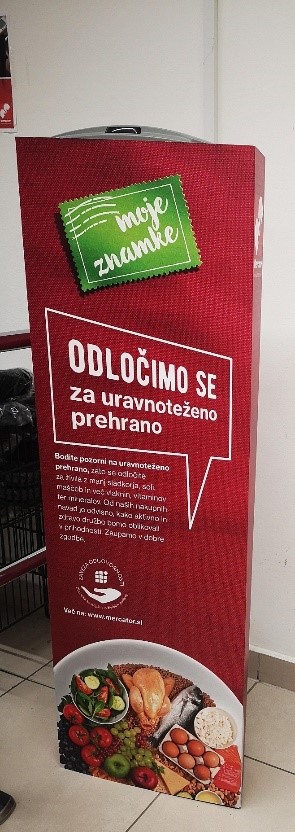 moje
znamke
ODLOČIMO SE
za uravnoteženo
prehrano
Bodite pozorni na uravnoteženo
prehrano, zato se odločite
za živila z manj sladkorja, soli,
maščob in več vlaknin, vitaminov
ter mineralov. Od naših nakupnih
navad je odvisno, kako aktivno in
zdravo družbo bomo oblikovali
v prihodnosti. Zaupamo v dobre
zgodbe.
ZAVEZA ODGOVORNOSTI
Več na: www.mercator.si